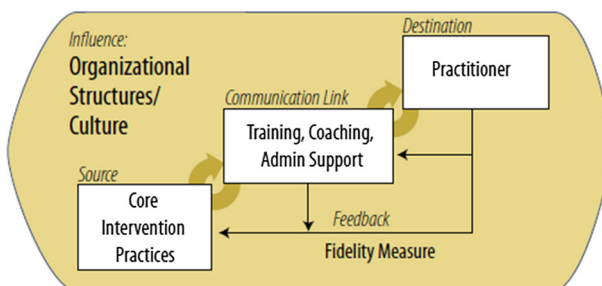 Influence:
Organizational
Structures/
Culture
Destination
Practitioner
Communication Link
Training, Coaching,
Admin Support
Source
Core
Intervention
Practices
Feedback
Fidelity Measure